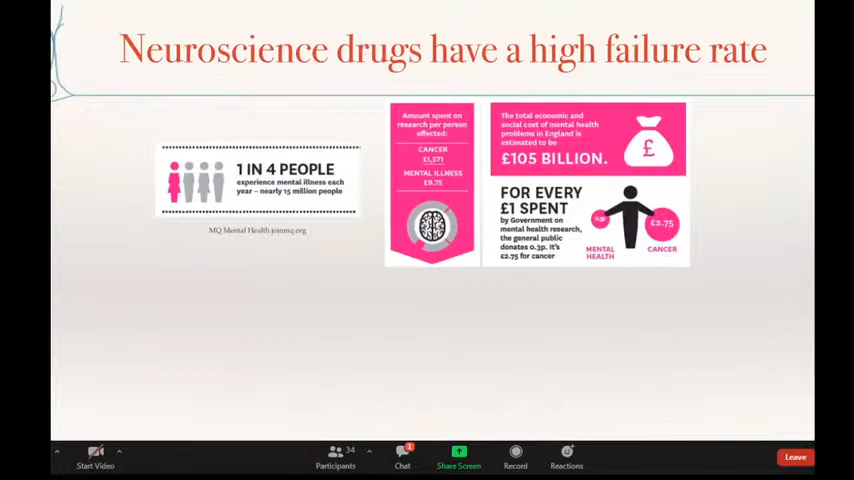 Neuroscience drugs have a high failure rate
1 IN 4 PEOPLE
experience mental illness each
year – nearly 15 million people
MQ Mental Health joinmq.org
Amount spent on
research per person
affected:
CANCER
£1,571
MENTAL ILLNESS
£9.75
The total economic and
social cost of mental health
problems in England is
estimated to be
£105 BILLION.
£
FOR EVERY
£1 SPENT
by Government on
mental health research,
the general public
donates 0.3p. It's
£2.75 for cancer
0.3p
£2.75
MENTAL
HEALTH
CANCER
Start Video
34
Participants
1
Chat
Share Screen
Record
Reactions
Leave